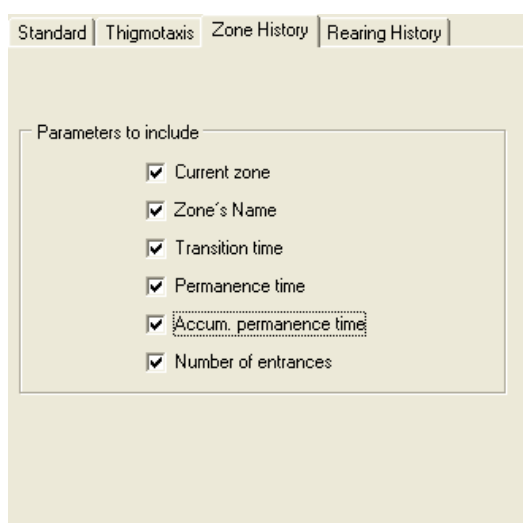 Standard Thigmotaxis Zone History Rearing History
Parameters to include
Current zone
Zone´s Name
Transition time
Permanence time
Accum. permanence time
Number of entrances